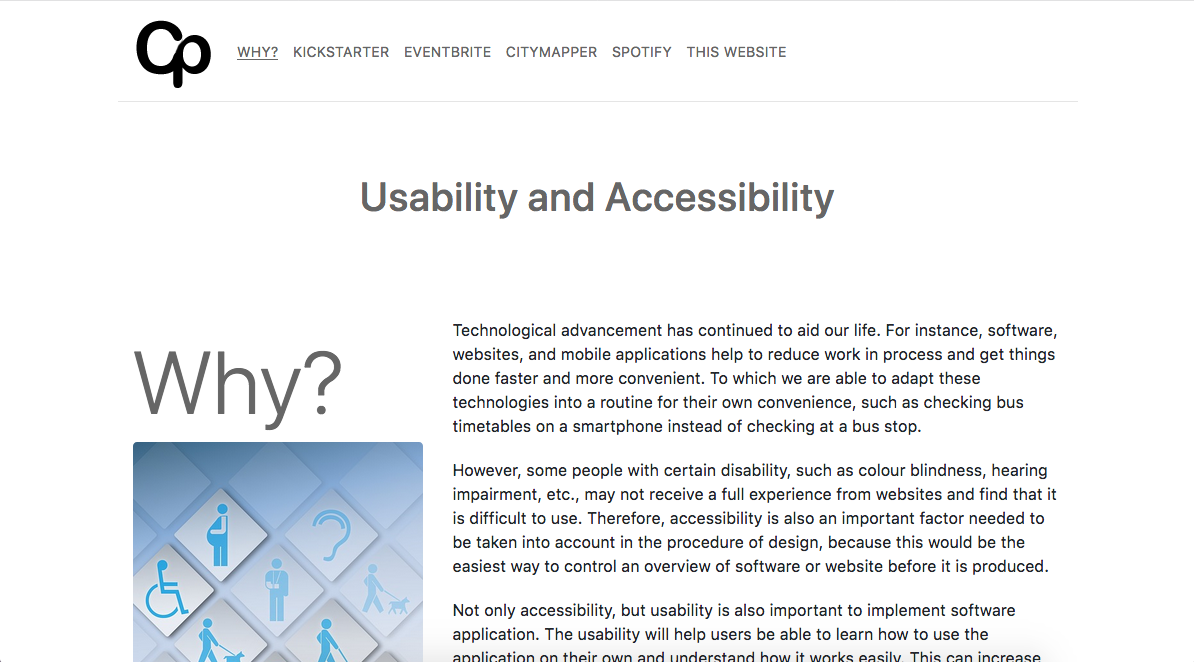 Cp
WHY? KICKSTARTER EVENTBRITE CITYMAPPER SPOTIFY THIS WEBSITE
Usability and Accessibility
Why?
Technological advancement has continued to aid our life. For instance, software,
websites, and mobile applications help to reduce work in process and get things
done faster and more convenient. To which we are able to adapt these
technologies into a routine for their own convenience, such as checking bus
timetables on a smartphone instead of checking at a bus stop.
However, some people with certain disability, such as colour blindness, hearing
impairment, etc., may not receive a full experience from websites and find that it
is difficult to use. Therefore, accessibility is also an important factor needed to
be taken into account in the procedure of design, because this would be the
easiest way to control an overview of software or website before it is produced.
Not only accessibility, but usability is also important to implement software
application. The usability will help users be able to learn how to use the
application on their own and understand how it works easily. This can increase